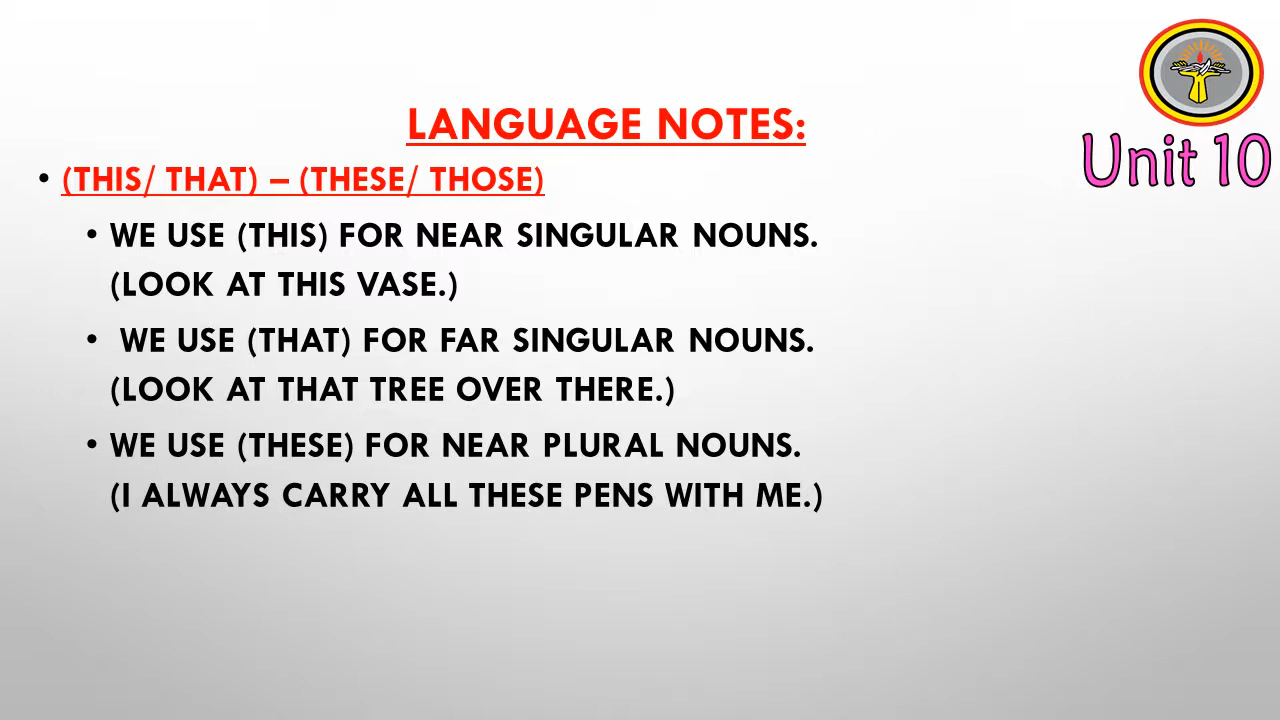 LANGUAGE NOTES:
Unit 10
• (THIS/ THAT) – (THESE/ THOSE)
• WE USE (THIS) FOR NEAR SINGULAR NOUNS.
(LOOK AT THIS VASE.)
• WE USE (THAT) FOR FAR SINGULAR NOUNS.
(LOOK AT THAT TREE OVER THERE.)
• WE USE (THESE) FOR NEAR PLURAL NOUNS.
(I ALWAYS CARRY ALL THESE PENS WITH ME.)